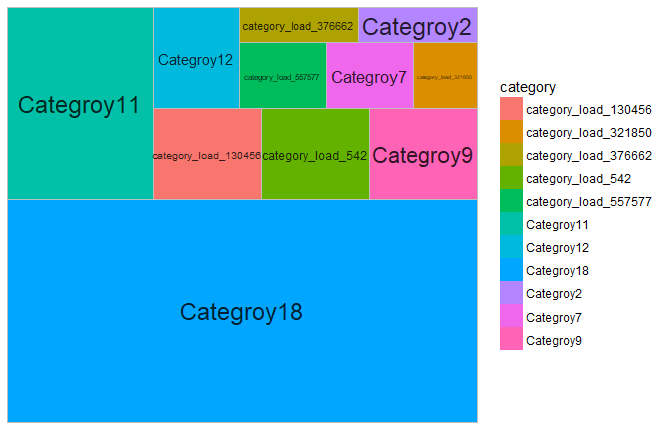 category_load_376662
Categroy2
Categroy12
category_load_557577
Categroy7
category_load_321850
Categroy11
category_load_130456
category_load_542
Categroy9
Categroy18
category
category_load_130456
category_load_321850
category_load_376662
category_load_542
category_load_557577
Categroy11
Categroy12
Categroy18
Categroy2
Categroy7
Categroy9